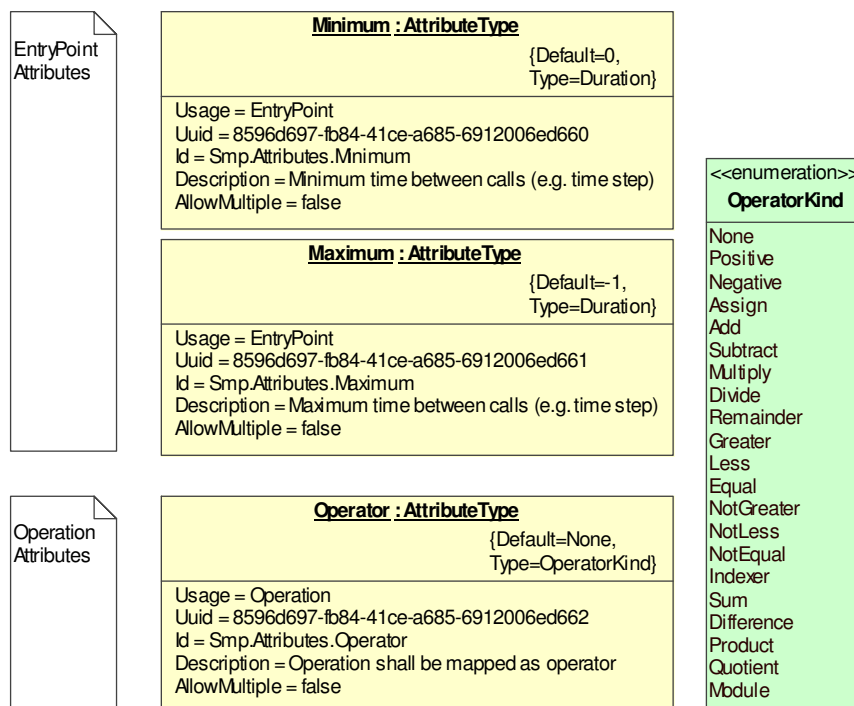 EntryPoint
Attributes
Minimum : AttributeType
{Default=0,
Type=Duration}
Usage = EntryPoint
Uuid = 8596d697-fb84-41ce-a685-6912006ed660
Id = Smp.Attributes.Minimum
Description = Minimum time between calls (e.g. time step)
AllowMultiple = false
Maximum : AttributeType
{Default=-1,
Type=Duration}
Usage = EntryPoint
Uuid = 8596d697-fb84-41ce-a685-6912006ed661
Id = Smp.Attributes.Maximum
Description = Maximum time between calls (e.g. time step)
AllowMultiple = false
Operation
Attributes
Operator : AttributeType
{Default=None,
Type=OperatorKind}
Usage = Operation
Uuid = 8596d697-fb84-41ce-a685-6912006ed662
Id = Smp.Attributes.Operator
Description = Operation shall be mapped as operator
AllowMultiple = false
<<enumeration>>
OperatorKind
None
Positive
Negative
Assign
Add
Subtract
Multiply
Divide
Remainder
Greater
Less
Equal
NotGreater
NotLess
NotEqual
Indexer
Sum
Difference
Product
Quotient
Module